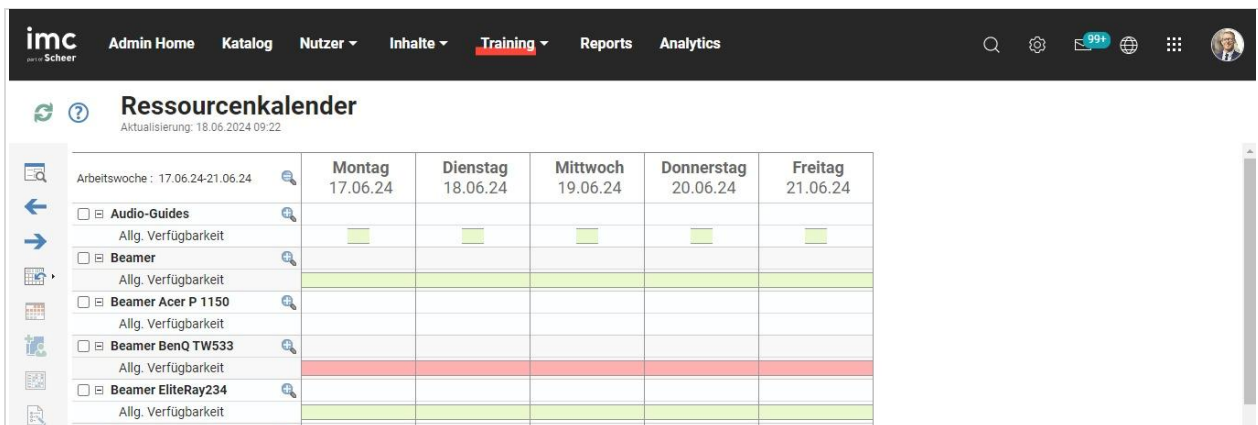 imc
part of Scheer
Admin Home Katalog Nutzer Inhalte Training Reports Analytics
99+
Ressourcenkalender
Aktualisierung: 18.06.2024 09:22
Arbeitswoche : 17.06.24-21.06.24
Montag Dienstag Mittwoch Donnerstag Freitag
17.06.24 18.06.24 19.06.24 20.06.24 21.06.24
Audio-Guides
Allg. Verfügbarkeit
Beamer
Allg. Verfügbarkeit
Beamer Acer P 1150
Allg. Verfügbarkeit
Beamer BenQ TW533
Allg. Verfügbarkeit
Beamer EliteRay234
Allg. Verfügbarkeit